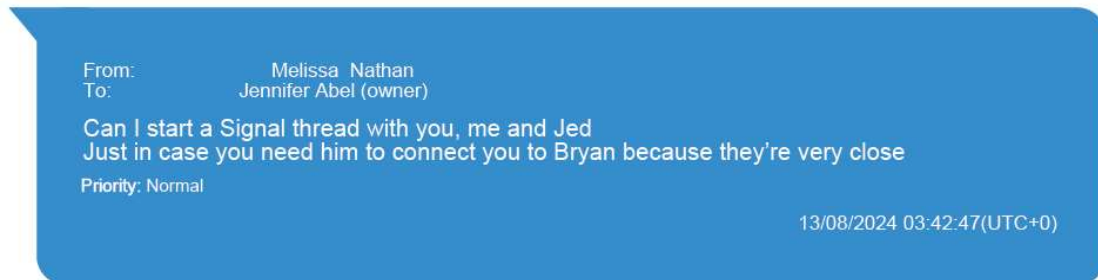 From: Melissa Nathan
To: Jennifer Abel (owner)
Can I start a Signal thread with you, me and Jed
Just in case you need him to connect you to Bryan because they're very close
Priority: Normal
13/08/2024 03:42:47(UTC+0)